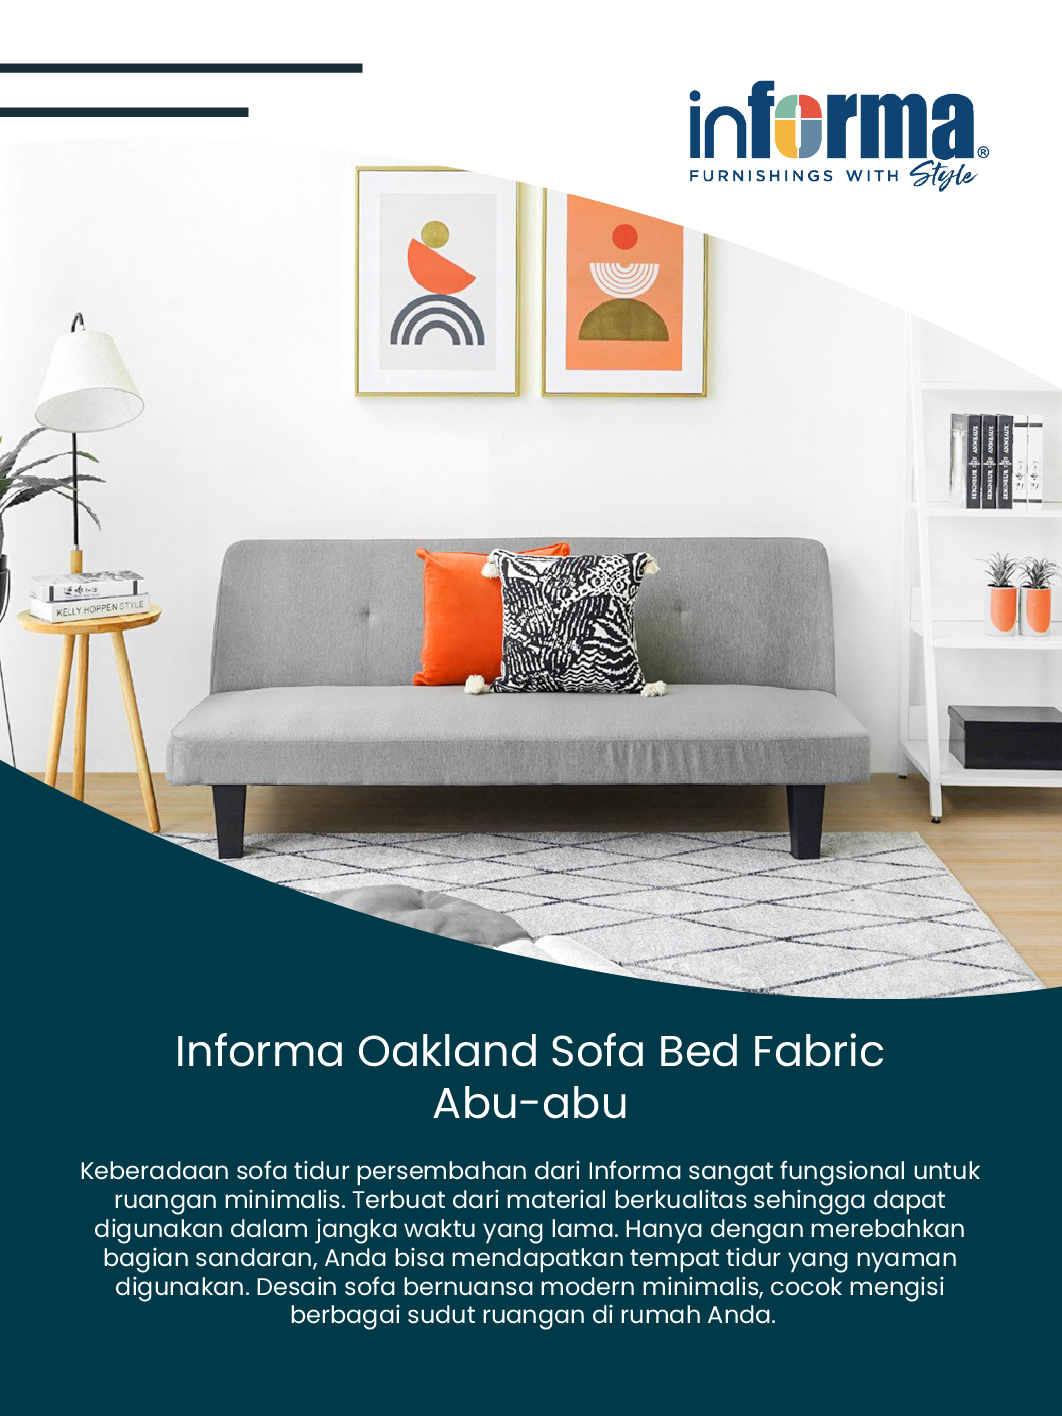 informa®
FURNISHINGS WITH Style
KELLY HOPPEN STYLE
Informa Oakland Sofa Bed Fabric
Abu-abu
Keberadaan sofa tidur persembahan dari Informa sangat fungsional untuk
ruangan minimalis. Terbuat dari material berkualitas sehingga dapat
digunakan dalam jangka waktu yang lama. Hanya dengan merebahkan
bagian sandaran, Anda bisa mendapatkan tempat tidur yang nyaman
digunakan. Desain sofa bernuansa modern minimalis, cocok mengisi
berbagai sudut ruangan di rumah Anda.